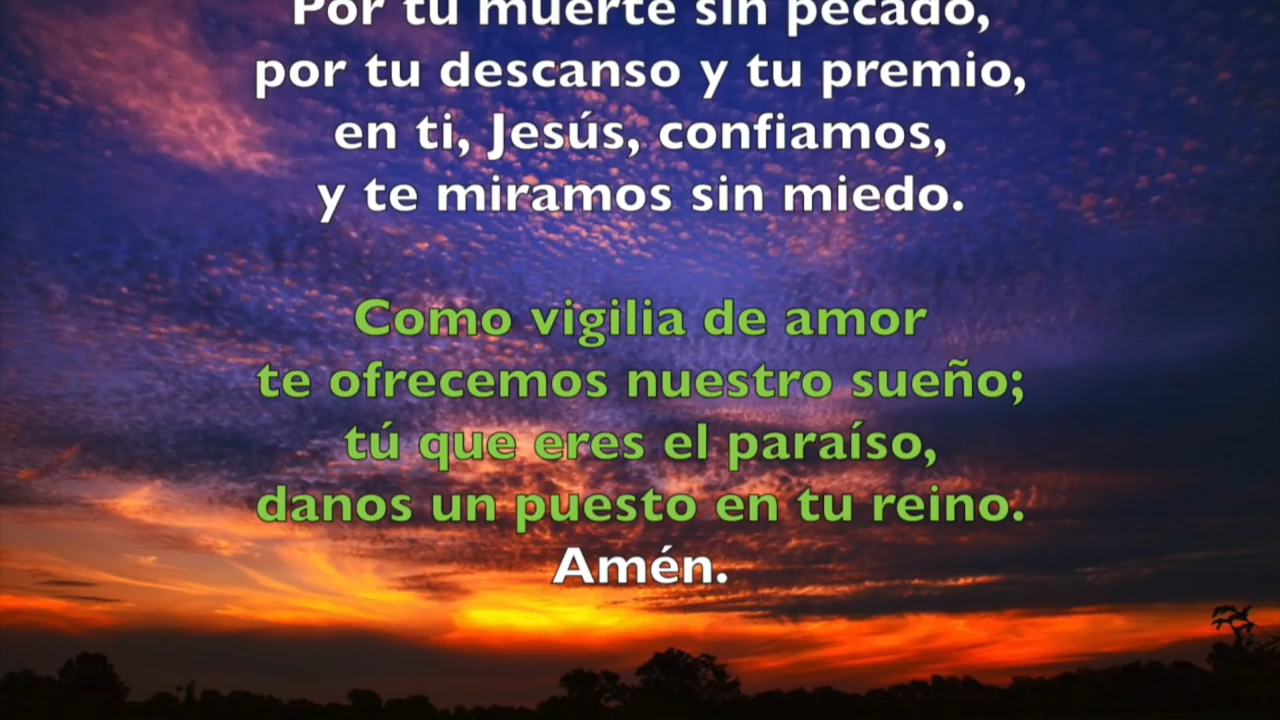 Por tu muerte sin pecado,
por tu descanso y tu premio,
en ti, Jesús, confiamos,
y te miramos sin miedo.
Como vigilia de amor
te ofrecemos nuestro sueño;
tú que eres el paraíso,
danos un puesto en tu reino.
Amén.